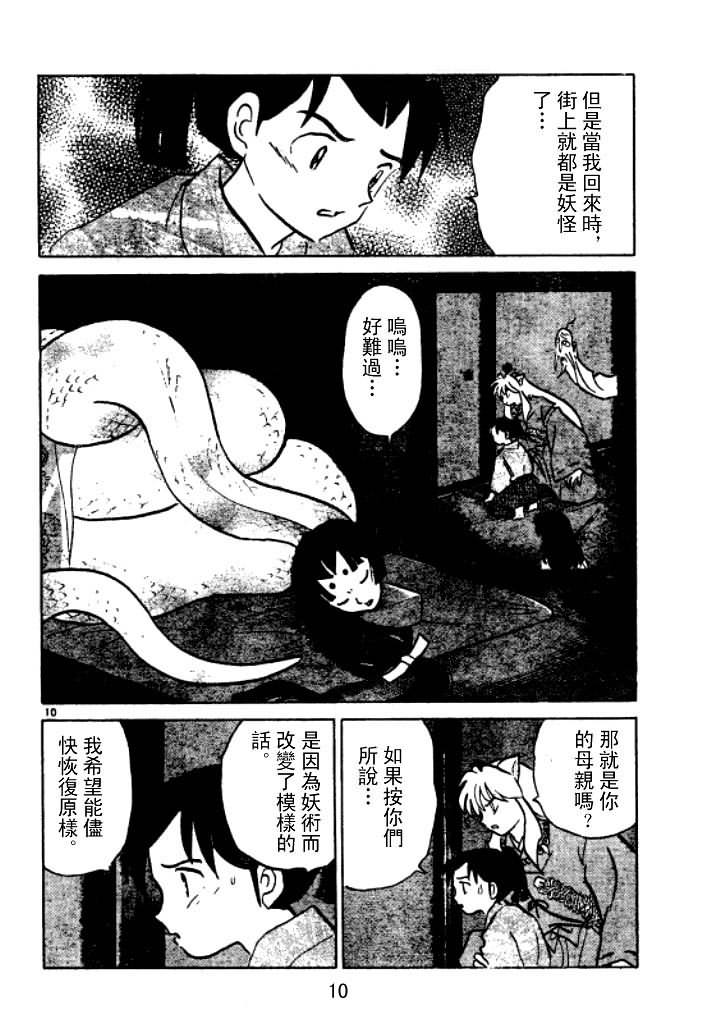 但是當我回來時,
街上就都是妖怪
了…
嗚嗚…
好難過…
10
那就是你
的母親嗎?
如果按你們
所說…
是因為妖術而
改變了模樣的
話。
我希望能儘
快恢復原樣。
10